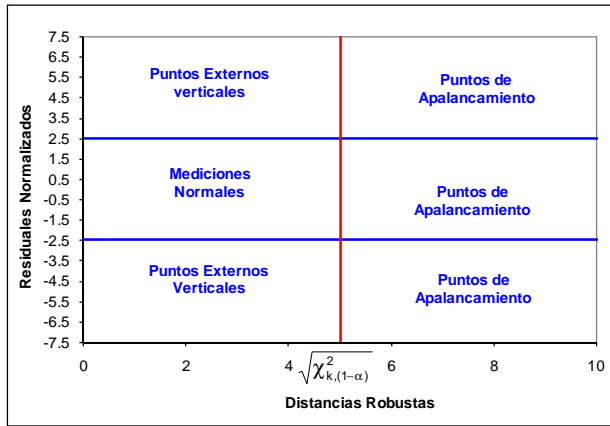 7.5
6.5
5.5
4.5
3.5
2.5
1.5
0.5
-0.5
-1.5
-2.5
-3.5
-4.5
-5.5
-6.5
-7.5
Residuales Normalizados
Puntos Externos
verticales
Puntos de
Apalancamiento
Mediciones
Normales
Puntos de
Apalancamiento
Puntos Externos
Verticales
Puntos de
Apalancamiento
0 2 4 √χ²k,(1−α) 6 8 10
Distancias Robustas